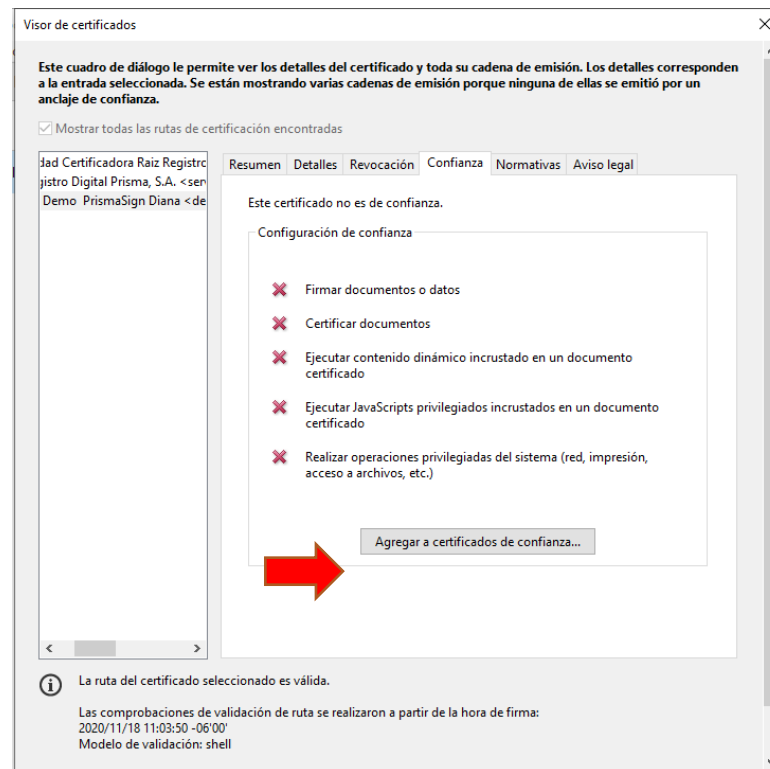 Visor de certificados
Este cuadro de diálogo le permite ver los detalles del certificado y toda su cadena de emisión. Los detalles corresponden
a la entrada seleccionada. Se están mostrando varias cadenas de emisión porque ninguna de ellas se emitió por un
anclaje de confianza.
Mostrar todas las rutas de certificación encontradas
Certificadora Raiz Registro
Digital Prisma, S.A. <ser
Demo PrismaSign Diana <de
Resumen Detalles Revocación Confianza Normativas Aviso legal
Este certificado no es de confianza.
Configuración de confianza
Firmar documentos o datos
Certificar documentos
Ejecutar contenido dinámico incrustado en un documento
certificado
Ejecutar JavaScripts privilegiados incrustados en un documento
certificado
Realizar operaciones privilegiadas del sistema (red, impresión,
acceso a archivos, etc.)
Agregar a certificados de confianza...
La ruta del certificado seleccionado es válida.
Las comprobaciones de validación de ruta se realizaron a partir de la hora de firma:
2020/11/18 11:03:50 -06'00'
Modelo de validación: shell